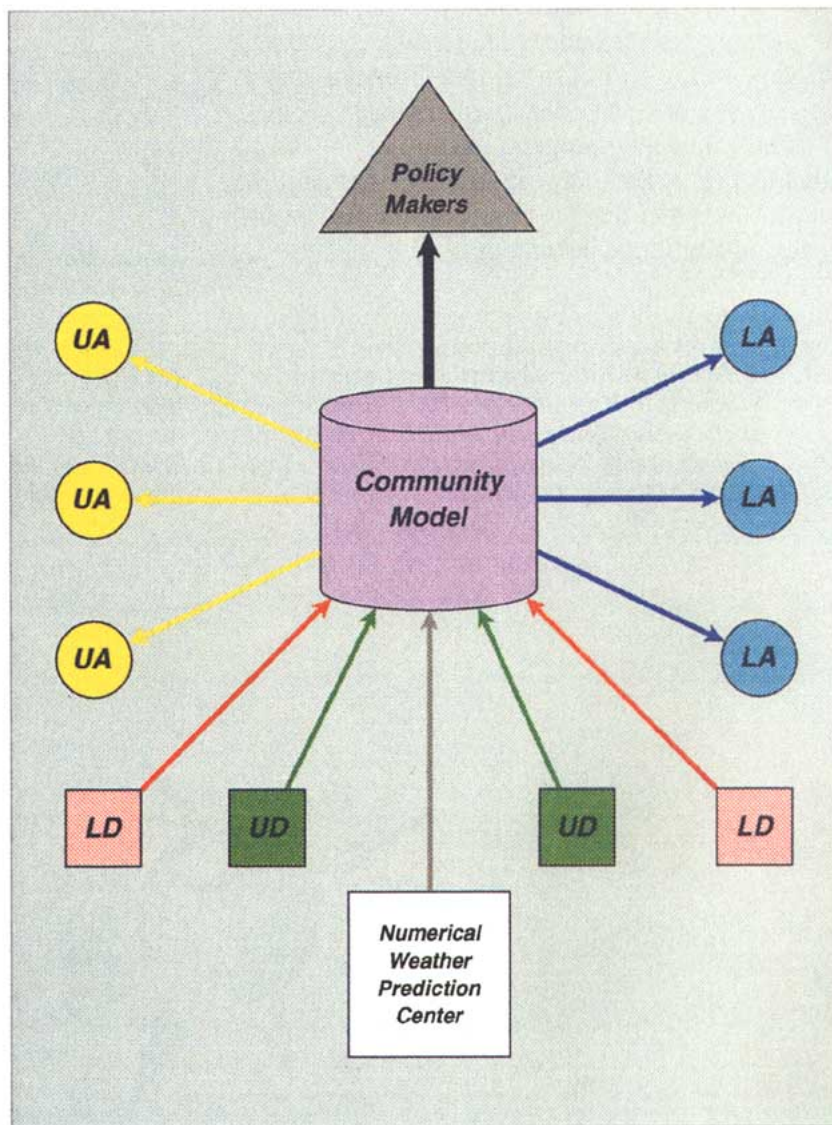 Policy
Makers
UA
LA
Community
Model
UA
LA
UA
LA
LD
UD
UD
LD
Numerical
Weather
Prediction
Center